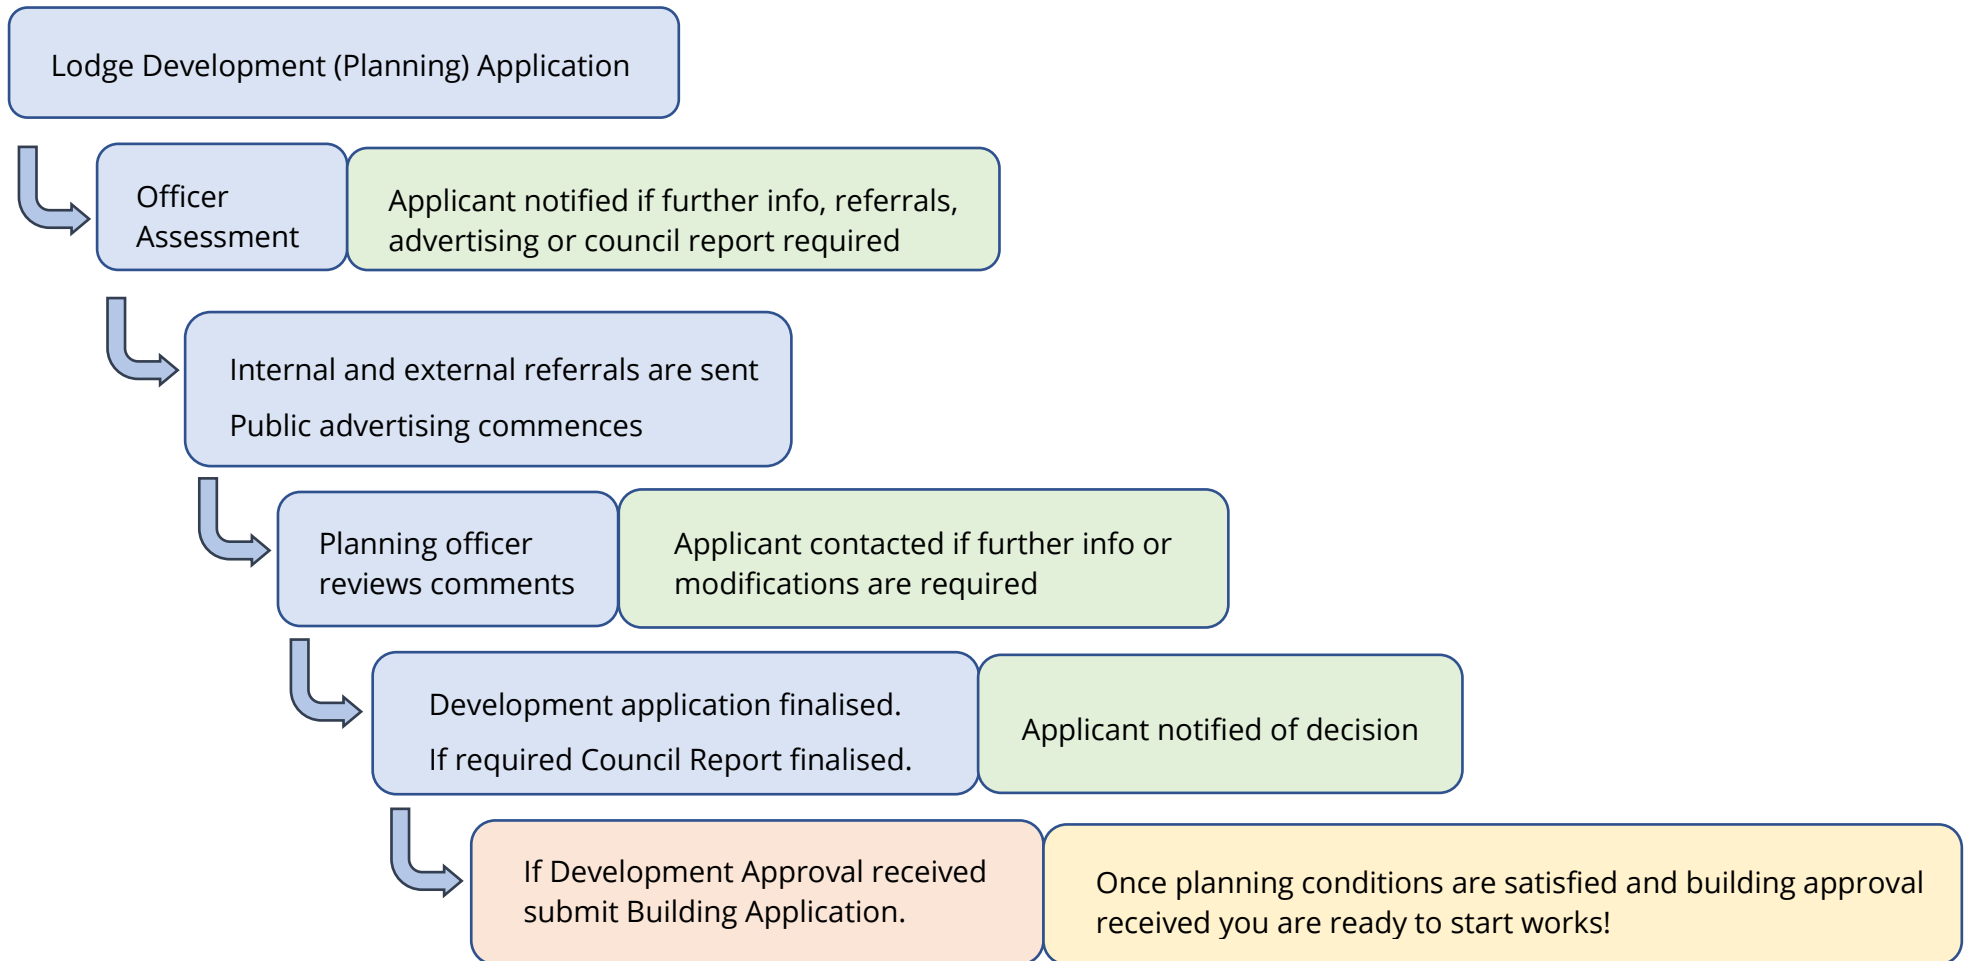 Lodge Development (Planning) Application
Officer
Assessment
Applicant notified if further info, referrals,
advertising or council report required
Internal and external referrals are sent
Public advertising commences
Planning officer
reviews comments
Applicant contacted if further info or
modifications are required
Development application finalised.
If required Council Report finalised.
Applicant notified of decision
If Development Approval received
submit Building Application.
Once planning conditions are satisfied and building approval
received you are ready to start works!